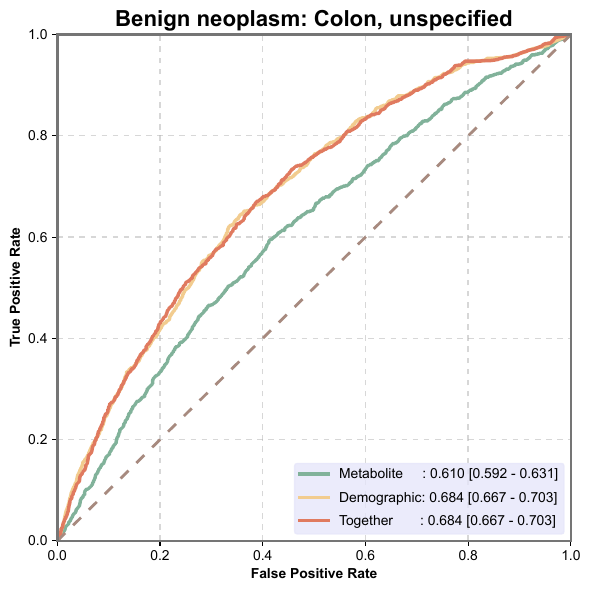 Benign neoplasm: Colon, unspecified
True Positive Rate
1.0
0.8
0.6
0.4
0.2
0.0
Metabolite : 0.610 [0.592 - 0.631]
Demographic: 0.684 [0.667 - 0.703]
Together : 0.684 [0.667 - 0.703]
0.0 0.2 0.4 0.6 0.8 1.0
False Positive Rate